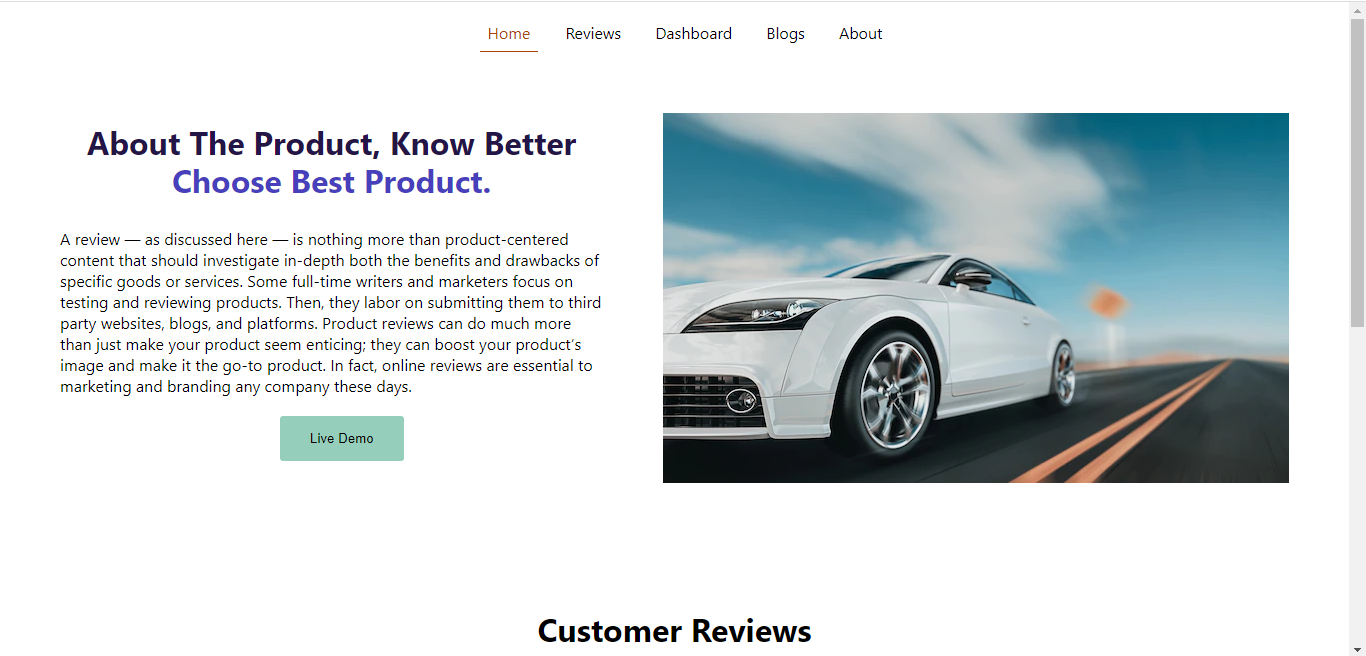 Home Reviews Dashboard Blogs About
About The Product, Know Better
Choose Best Product.
A review — as discussed here — is nothing more than product-centered
content that should investigate in-depth both the benefits and drawbacks of
specific goods or services. Some full-time writers and marketers focus on
testing and reviewing products. Then, they labor on submitting them to third
party websites, blogs, and platforms. Product reviews can do much more
than just make your product seem enticing; they can boost your product’s
image and make it the go-to product. In fact, online reviews are essential to
marketing and branding any company these days.
Live Demo
Customer Reviews